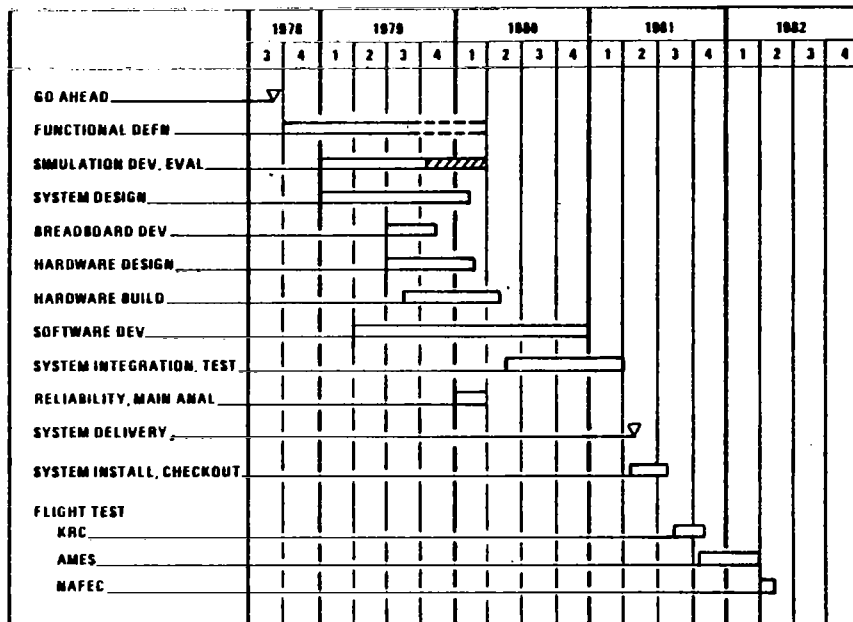 1978 1979 1980 1981 1982
3 4 1 2 3 4 1 2 3 4 1 2 3 4 1 2 3 4
GO AHEAD
FUNCTIONAL DEFN
SIMULATION DEV, EVAL
SYSTEM DESIGN
BREADBOARD DEV
HARDWARE DESIGN
HARDWARE BUILD
SOFTWARE DEV
SYSTEM INTEGRATION, TEST
RELIABILITY, MAIN ANAL
SYSTEM DELIVERY
SYSTEM INSTALL, CHECKOUT
FLIGHT TEST
KRC
AMES
NAFEC